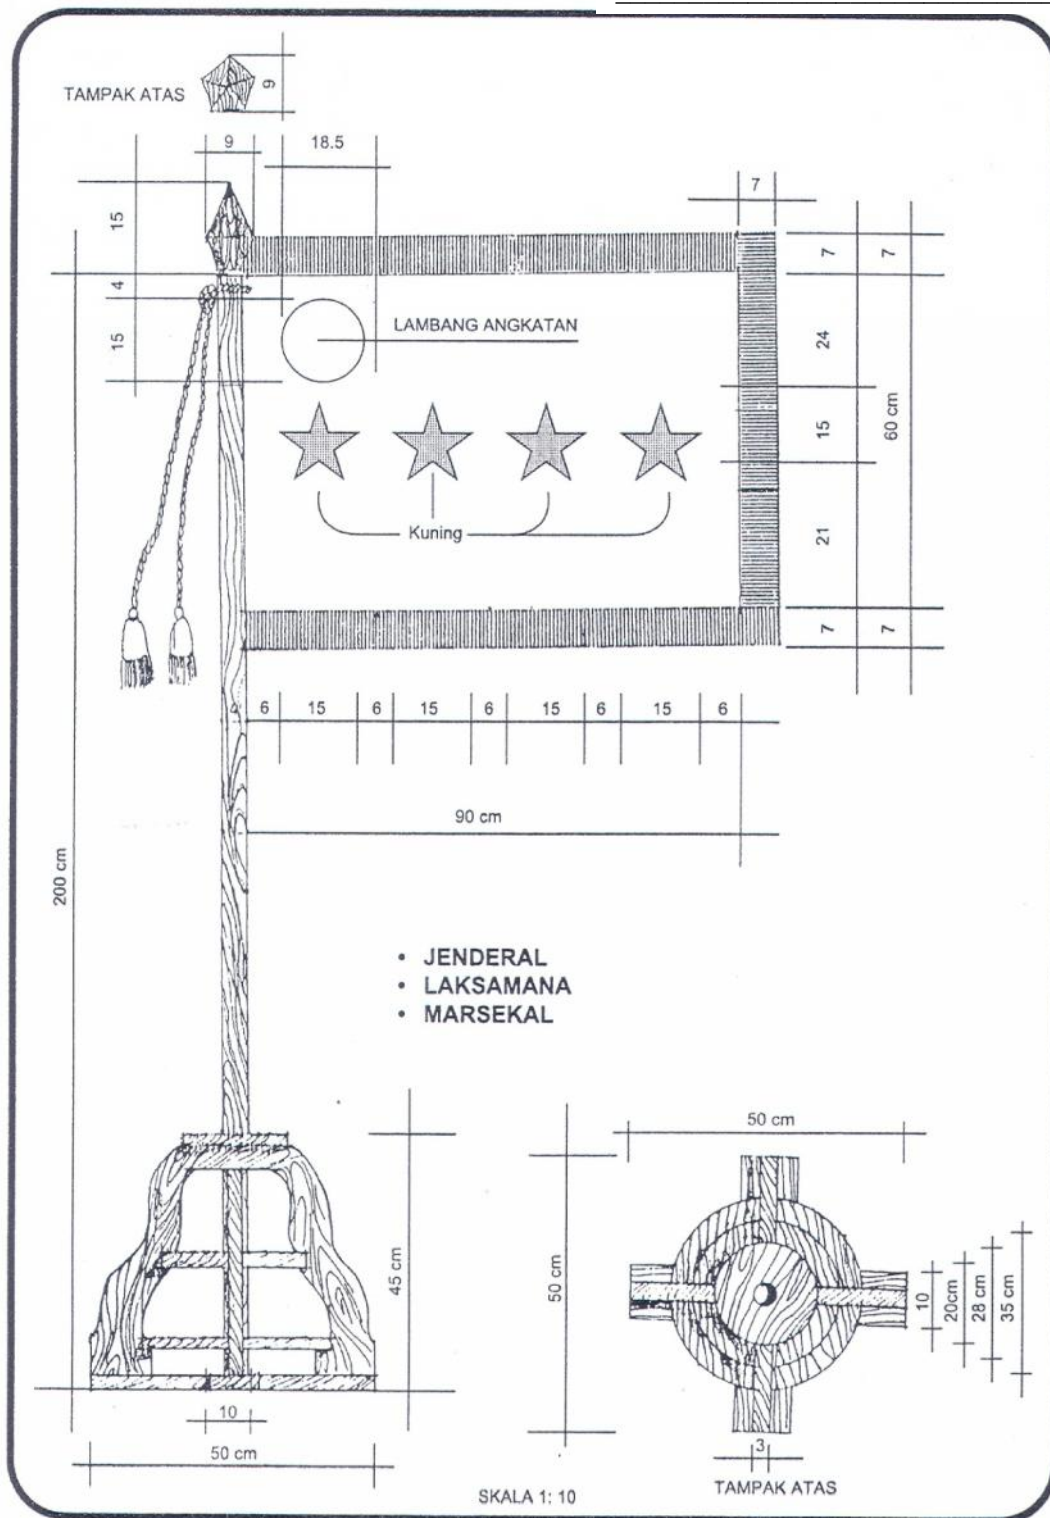 TAMPAK ATAS
9
9
18.5
7
15
7
7
4
LAMBANG ANGKATAN
15
24
60 cm
15
Kuning
21
7
7
6 15 6 15 6 15 6 15 6
90 cm
200 cm
• JENDERAL
• LAKSAMANA
• MARSEKAL
50 cm
45 cm
50 cm
10
20cm
28 cm
35 cm
10
3
50 cm
TAMPAK ATAS
SKALA 1: 10